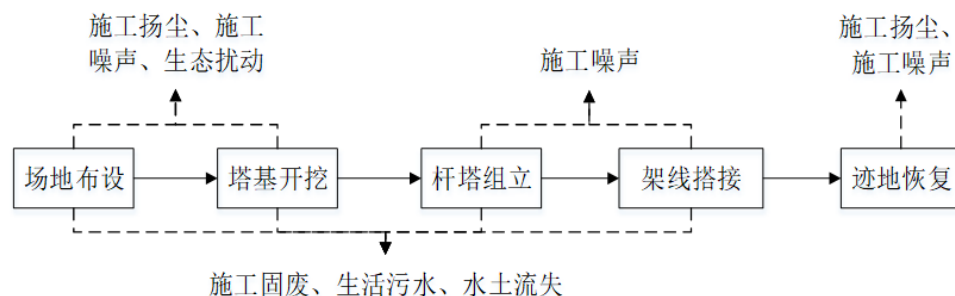 施工扬尘、施工
噪声、生态扰动
施工噪声
施工扬尘、
施工噪声
场地布设
塔基开挖
杆塔组立
架线搭接
迹地恢复
施工固废、生活污水、水土流失